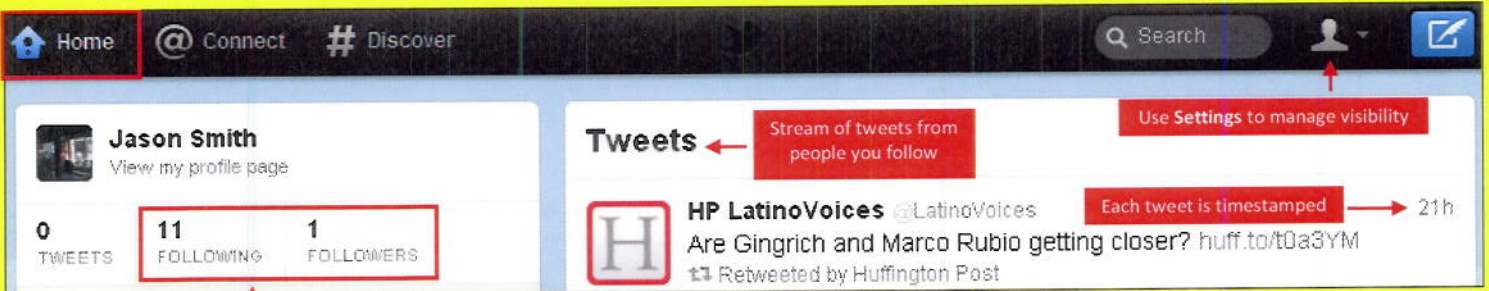 Home @ Connect # Discover Search
Use Settings to manage visibility
Jason Smith
View my profile page
0 11 1
TWEETS FOLLOWING FOLLOWERS
Tweets
Stream of tweets from
people you follow
HP LatinoVoices @LatinoVoices
Each tweet is timestamped
21h
Are Gingrich and Marco Rubio getting closer? huff.to/t0a3YM
Retweeted by Huffington Post
H